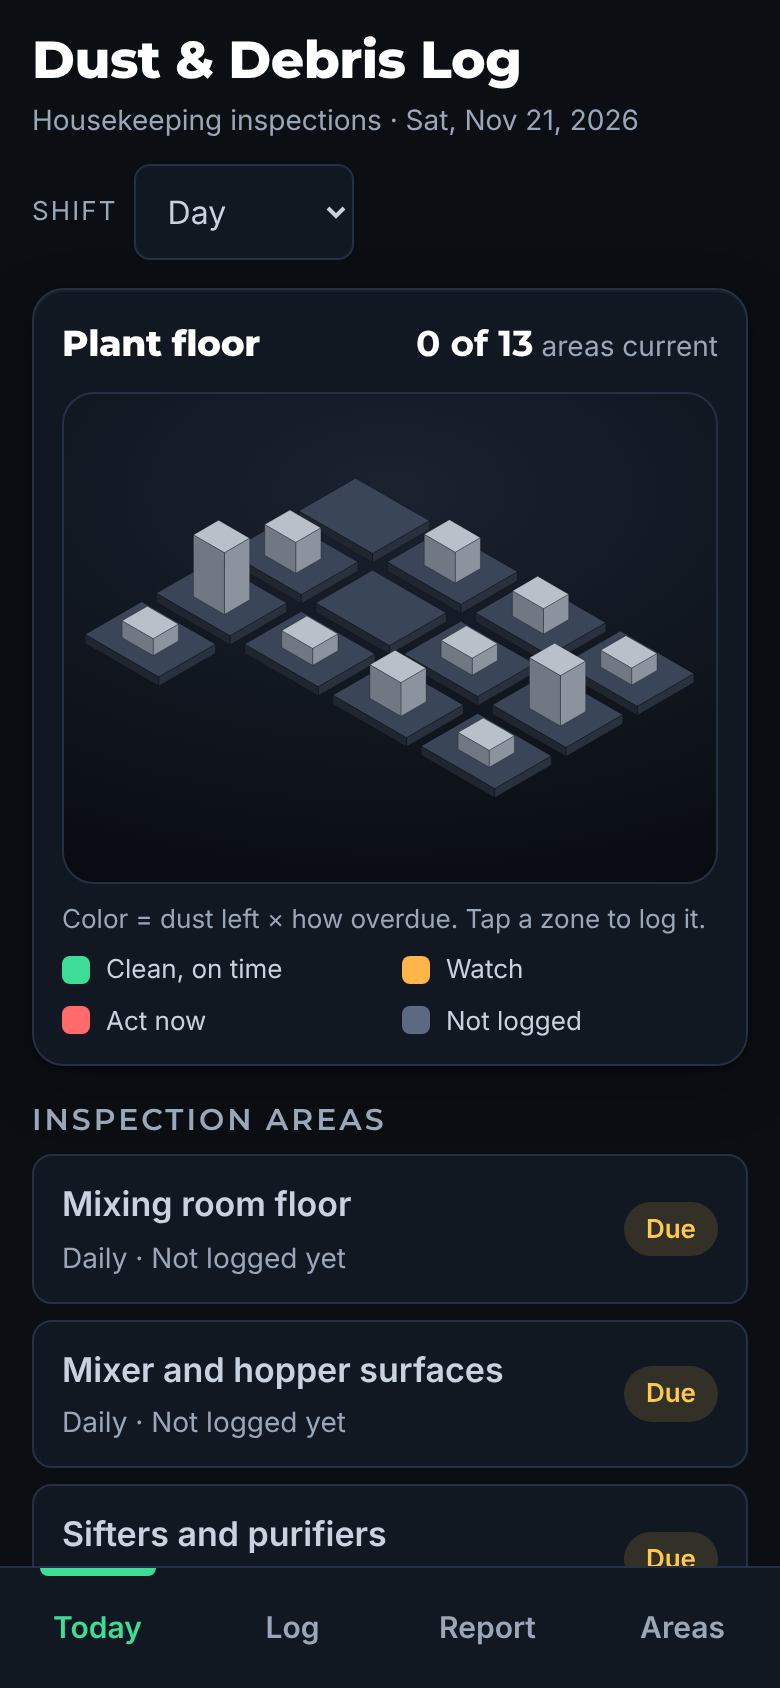 Dust & Debris Log
Housekeeping inspections · Sat, Nov 21, 2026
SHIFT Day
Plant floor 0 of 13 areas current
Color = dust left × how overdue. Tap a zone to log it.
Clean, on time Watch
Act now Not logged
INSPECTION AREAS
Mixing room floor
Daily · Not logged yet
Due
Mixer and hopper surfaces
Daily · Not logged yet
Due
Sifters and purifiers
Due
Today Log Report Areas